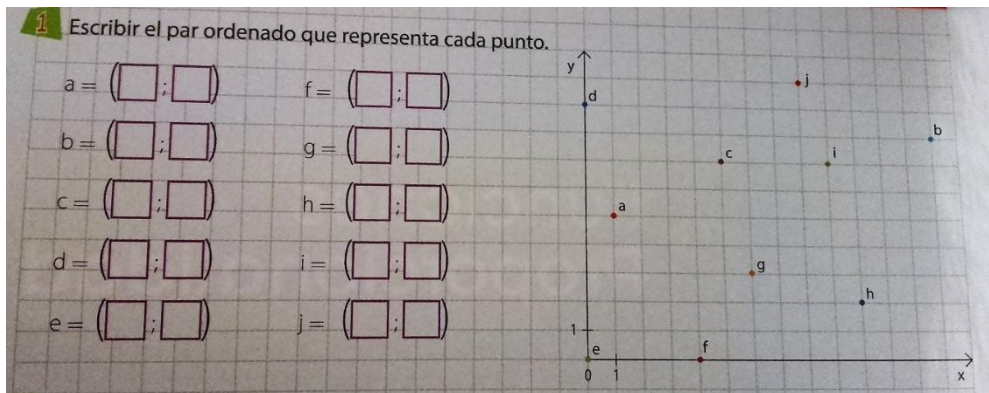 1 Escribir el par ordenado que representa cada punto.
a = ( ; )
b = ( ; )
c = ( ; )
d = ( ; )
e = ( ; )
f = ( ; )
g = ( ; )
h = ( ; )
i = ( ; )
j = ( ; )
y
j
d
b
c
i
a
g
h
1
e
f
0 1
x